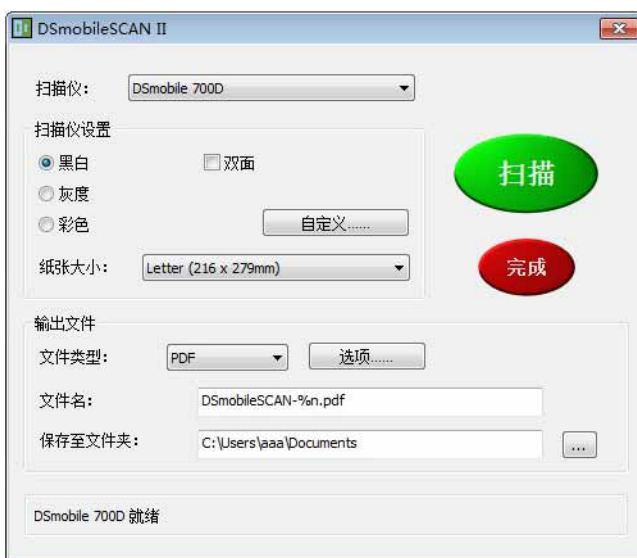 DSmobileSCAN II
扫描仪： DSmobile 700D
扫描仪设置
黑白 双面
灰度
彩色 自定义......
纸张大小： Letter (216 x 279mm)
扫描
完成
输出文件
文件类型： PDF 选项......
文件名： DSmobileSCAN-%n.pdf
保存至文件夹： C:\Users\aaa\Documents ...
DSmobile 700D 就绪